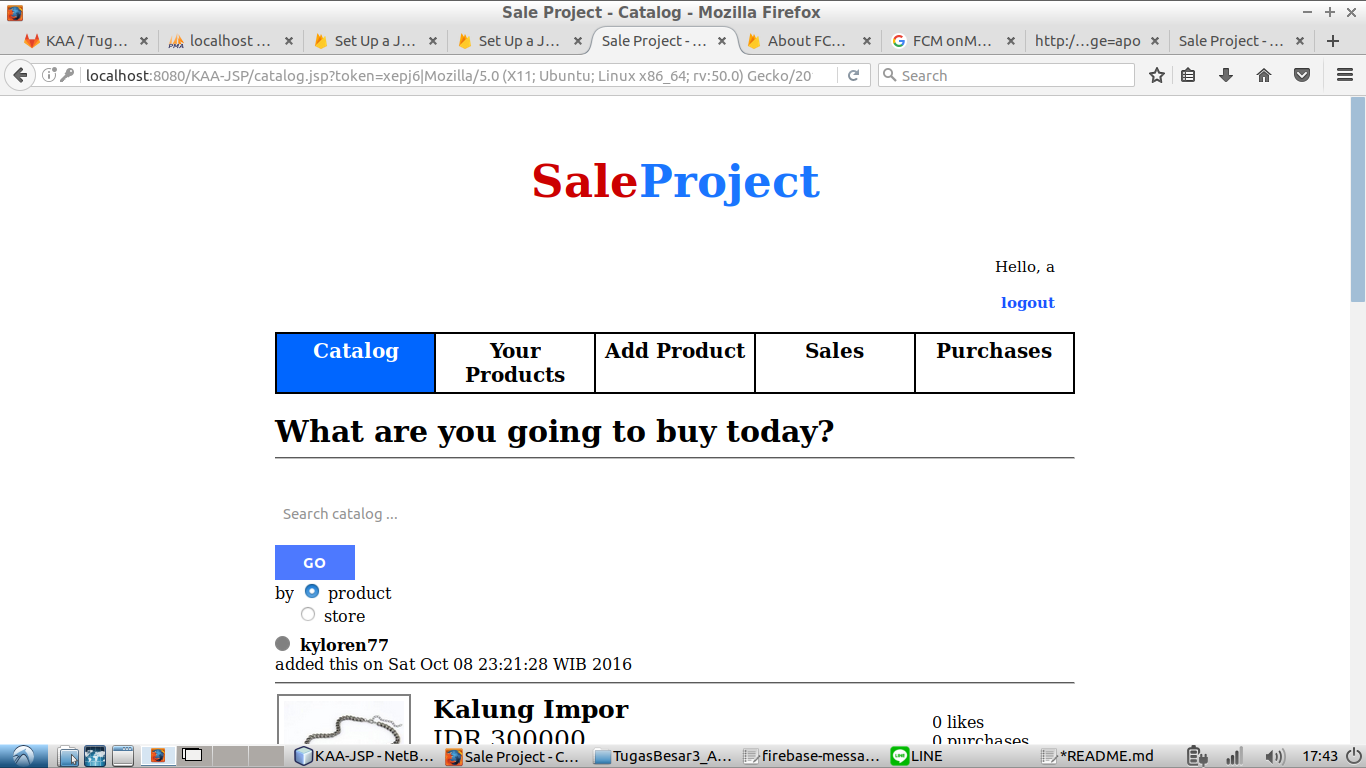 Sale Project - Catalog - Mozilla Firefox
KAA / Tug... localhost ... Set Up a J... Set Up a J... Sale Project - ... About FC... FCM onM... http:/...ge=apo Sale Project - ...
localhost:8080/KAA-JSP/catalog.jsp?token=xepj6|Mozilla/5.0 (X11; Ubuntu; Linux x86_64; rv:50.0) Gecko/20 Search
SaleProject
Hello, a
logout
Catalog Your Add Product Sales Purchases
Products
What are you going to buy today?
Search catalog ...
GO
by product
store
kyloren77
added this on Sat Oct 08 23:21:28 WIB 2016
Kalung Impor
0 likes
IDR 300000
0 purchases
KAA-JSP - NetB... Sale Project - C... TugasBesar3_A... firebase-messa... LINE *README.md 17:43